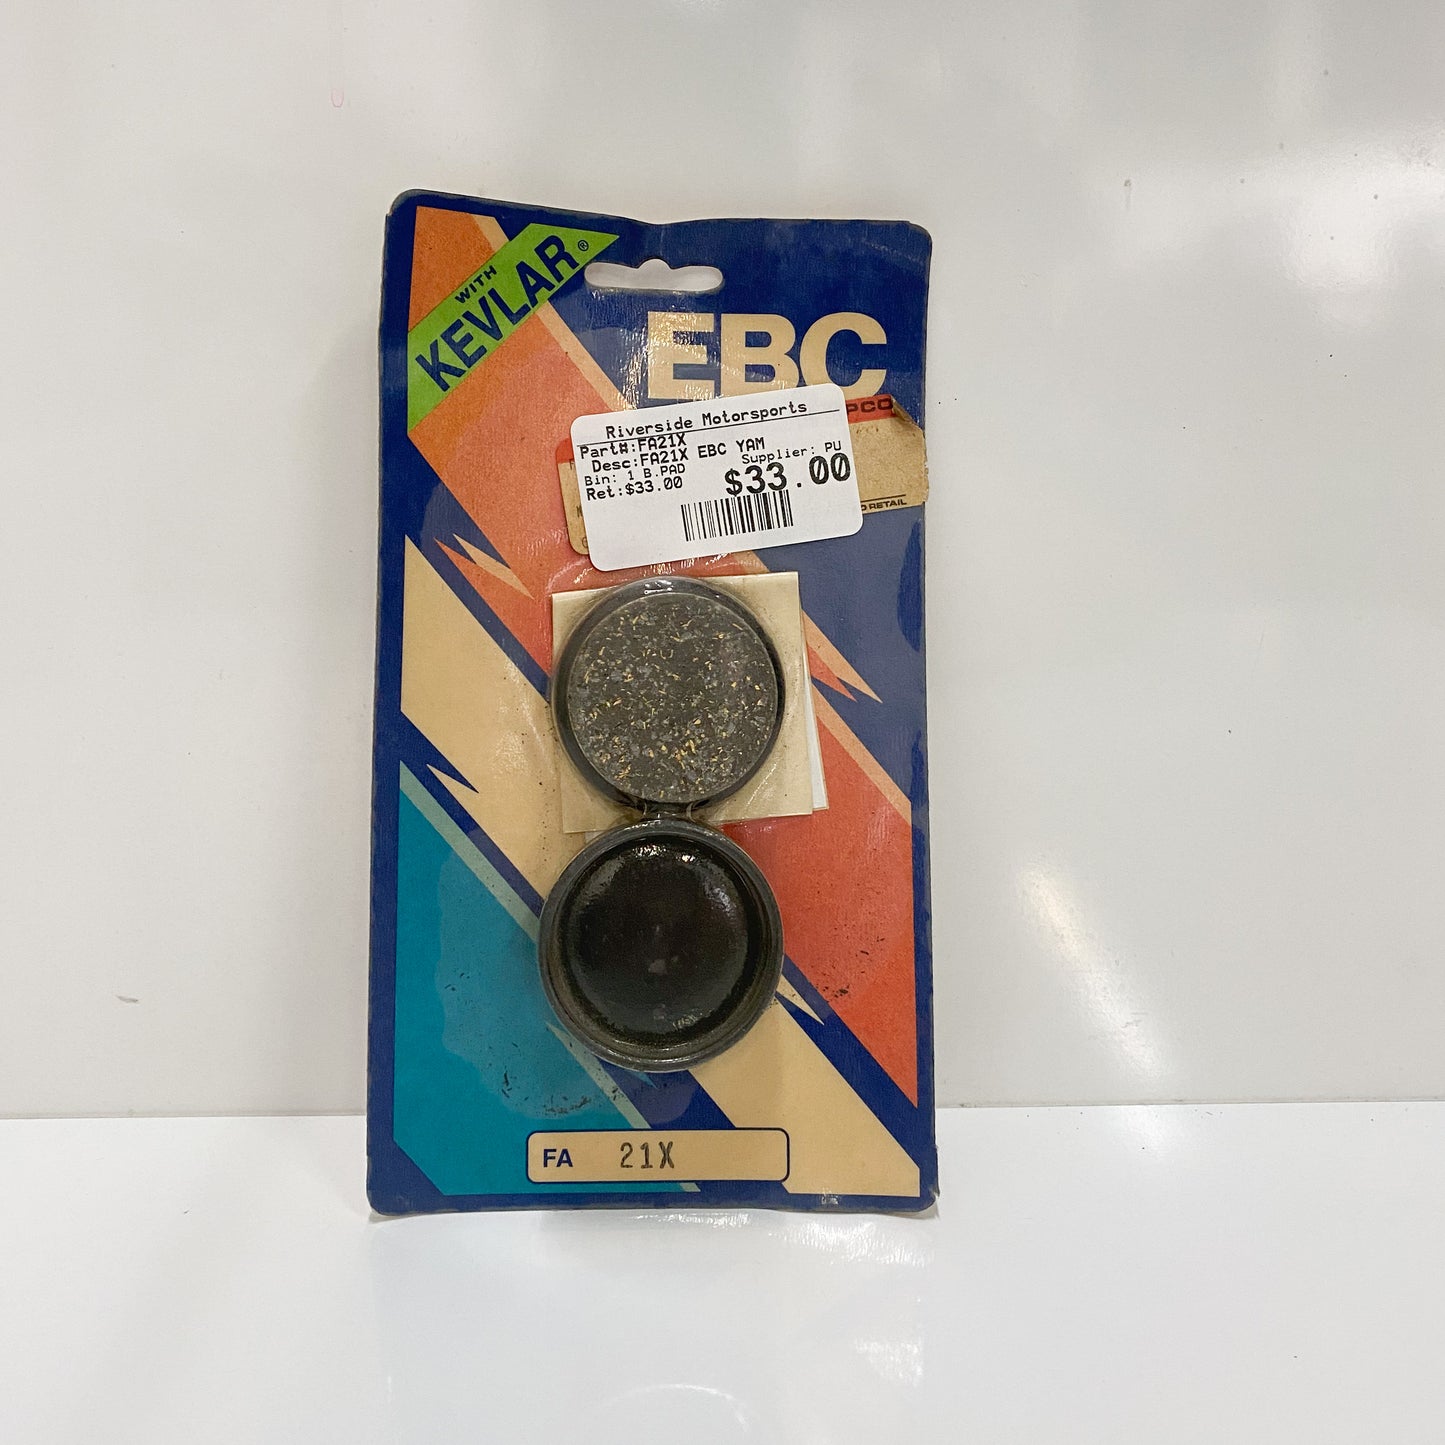 WITH
KEVLAR®
EBC
PCO
Riverside Motorsports
Part#:FA21X
Desc:FA21X EBC YAM
Bin: 1 B.PAD Supplier: PU
Ret:$33.00 $33.00
RETAIL
FA 21X